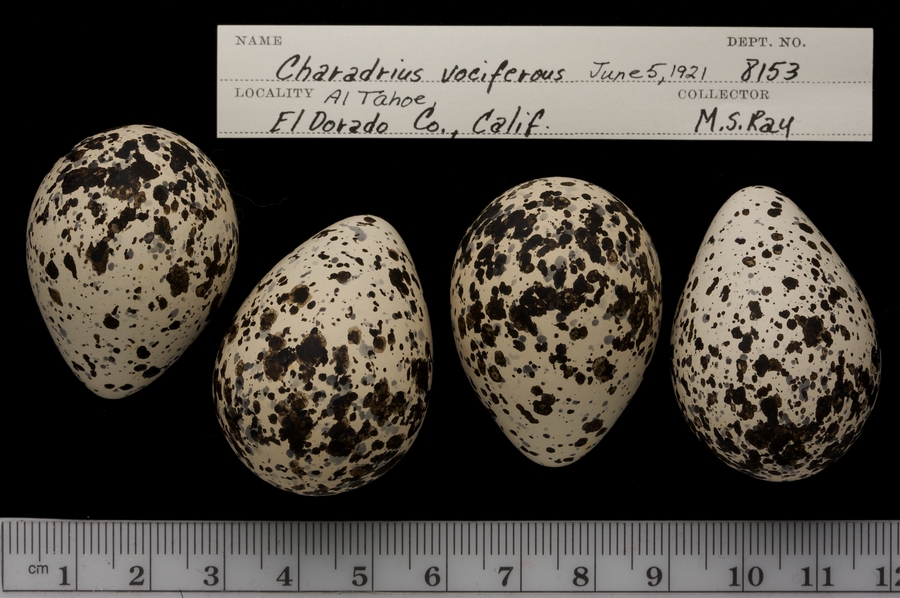 NAME DEPT. NO.
Charadrius vociferous June 5, 1921 8153
LOCALITY Al Tahoe, COLLECTOR
El Dorado Co., Calif. M.S. Ray
cm 1 2 3 4 5 6 7 8 9 10 11 12